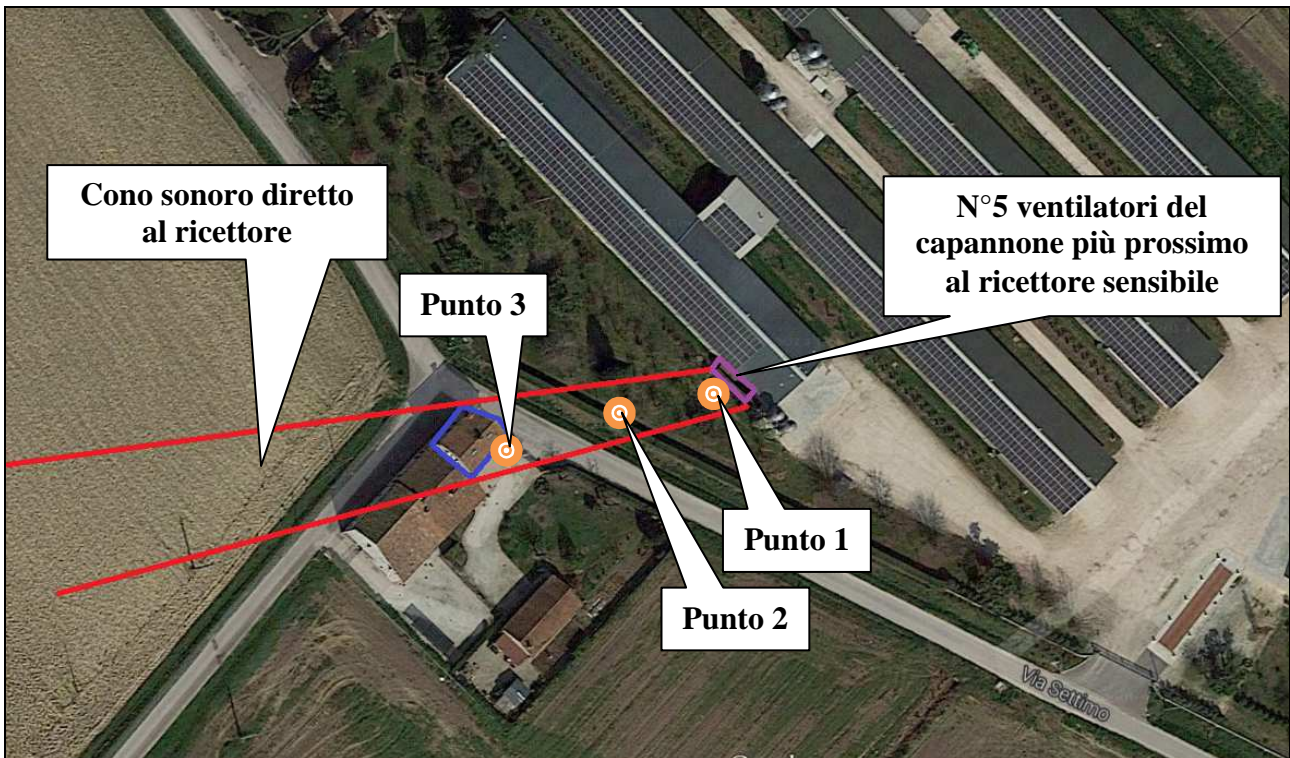 Cono sonoro diretto
al ricettore
N°5 ventilatori del
capannone più prossimo
al ricettore sensibile
Punto 3
Punto 1
Punto 2
Via Settimo